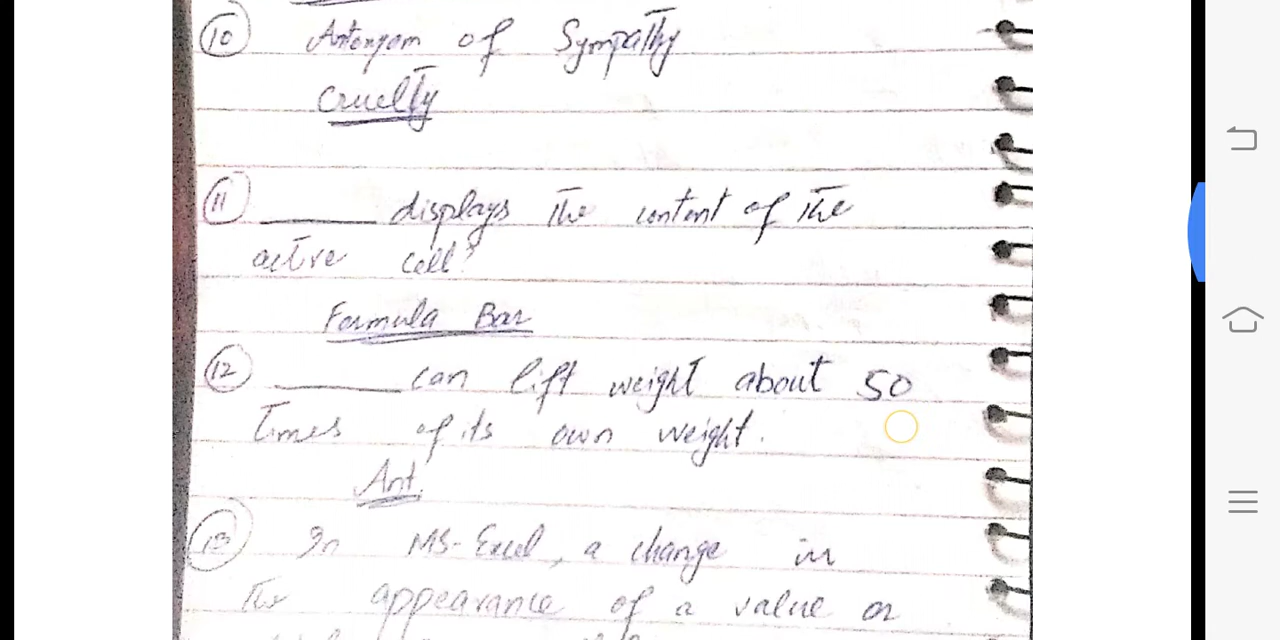 10 Antonyom of Sympathy
Cruelty
11 ______ displays the content of the
active cell?
Formula Bar
12 ______ can lift weight about 50
Times of its own weight.
Ant.
13 In MS-Excel, a change in
The appearance of a value or